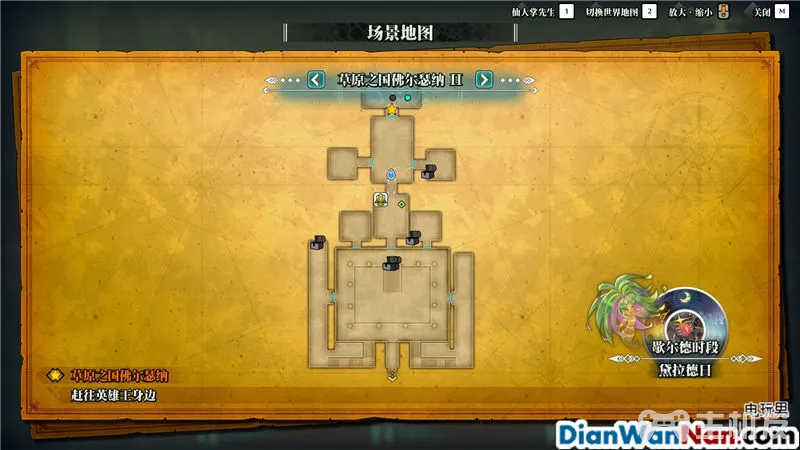 仙人掌先生 1 切换世界地图 2 放大·缩小 关闭 M
场景地图
草原之国佛尔瑟纳 II
歇尔德时段
黛拉德日
草原之国佛尔瑟纳
赶往英雄王身边
电玩男
DianWanNan.com